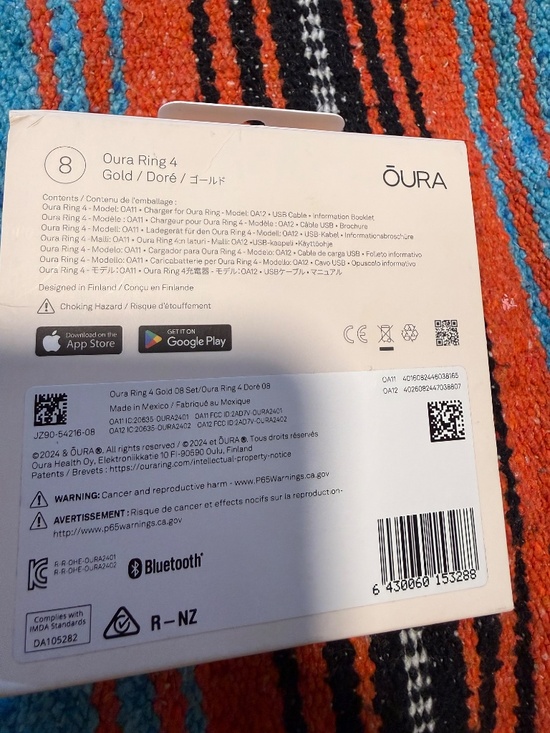 8
Oura Ring 4
Gold / Doré / ゴールド
ŌURA
Contents / Contenu de l'emballage :
Oura Ring 4 - Model: OA11 • Charger for Oura Ring - Model: OA12 • USB Cable • Information Booklet
Oura Ring 4 - Modèle: OA11 • Chargeur pour Oura Ring 4 - Modèle : OA12 • Câble USB • Brochure
Oura Ring 4 - Modell: OA11 • Ladegerät für den Oura Ring 4 - Modell: OA12 • USB-Kabel • Informationsbroschüre
Oura Ring 4 - Malli: OA11 • Oura Ring 4:n laturi - Malli: OA12 •USB-kaapeli •Käyttöohje
Oura Ring 4 - Modelo: OA11 • Cargador para Oura Ring 4 - Modelo: OA12 • Cable de carga USB • Folleto informativo
Oura Ring 4 - Modello: OA11 • Caricabatterie per Oura Ring 4 - Modello: OA12 • Cavo USB • Opuscolo informativo
Oura Ring 4 - モデル:OA11 • Oura Ring 4充電器 - モデル:OA12 • USBケーブル • マニュアル
Designed in Finland / Conçu en Finlande
Choking Hazard / Risque d'étouffement
Download on the
App Store
GET IT ON
Google Play
CE
Oura Ring 4 Gold 08 Set/Oura Ring 4 Doré 08
Made in Mexico / Fabriqué au Mexique
OA11 IC:20635-OURA2401 OA11 FCC ID:2AD7V-OURA2401
OA12 IC:20635-OURA2402 OA12 FCC ID:2AD7V-OURA2402
OA11 4016082446038165
OA12 4026082447038807
JZ90-54216-08
©2024 & ŌURA®. All rights reserved / ©2024 et ŌURA®. Tous droits réservés
Oura Health Oy, Elektroniikkatie 10 FI-90590 Oulu, Finland
Patents / Brevets : https://ouraring.com/intellectual-property-notice
WARNING: Cancer and reproductive harm - www.P65Warnings.ca.gov
AVERTISSEMENT : Risque de cancer et effets nocifs sur la reproduction-
http://www.p65warnings.ca.gov
R-R-OHE-OURA2401
R-R-OHE-OURA2402
Bluetooth®
6 430060 153288
Complies with
IMDA Standards
DA105282
R-NZ